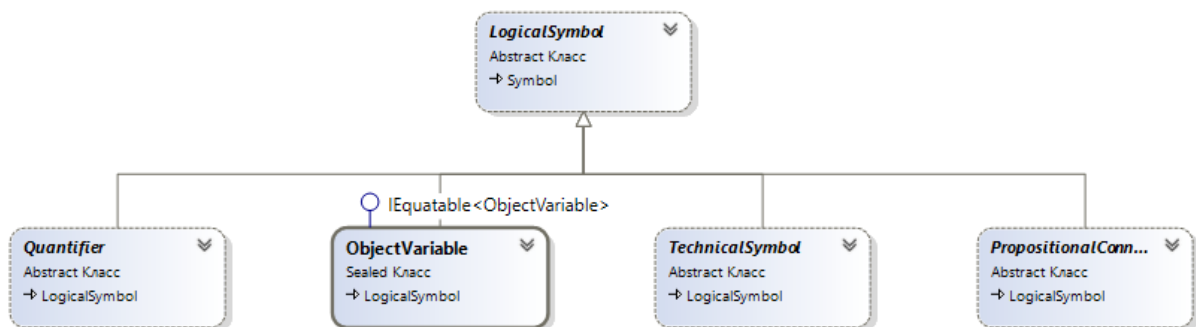 LogicalSymbol
Abstract Класс
Symbol
IEquatable<ObjectVariable>
Quantifier
Abstract Класс
LogicalSymbol
ObjectVariable
Sealed Класс
LogicalSymbol
TechnicalSymbol
Abstract Класс
LogicalSymbol
PropositionalConn...
Abstract Класс
LogicalSymbol